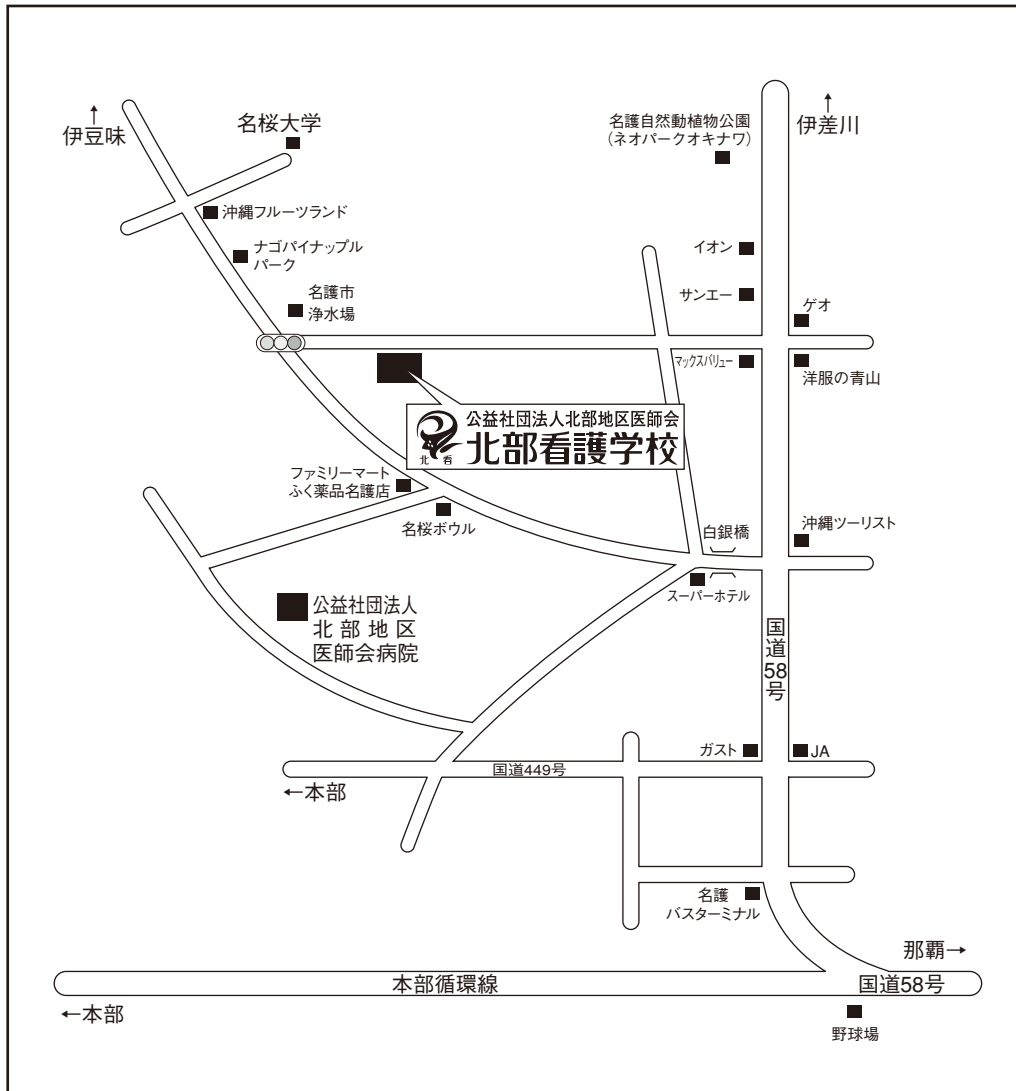 ↑
伊豆味
名桜大学
名護自然動植物公園
(ネオパークオキナワ)
↑
伊差川
沖縄フルーツランド
ナゴパイナップル
パーク
イオン
名護市
浄水場
サンエー
ゲオ
マックスバリュー
洋服の青山
公益社団法人北部地区医師会
北部看護学校
北看
ファミリーマート
ふく薬品名護店
名桜ボウル
白銀橋
沖縄ツーリスト
スーパーホテル
公益社団法人
北部地区
医師会病院
国道58号
ガスト
JA
国道449号
←本部
名護
バスターミナル
那覇→
本部循環線
国道58号
←本部
野球場